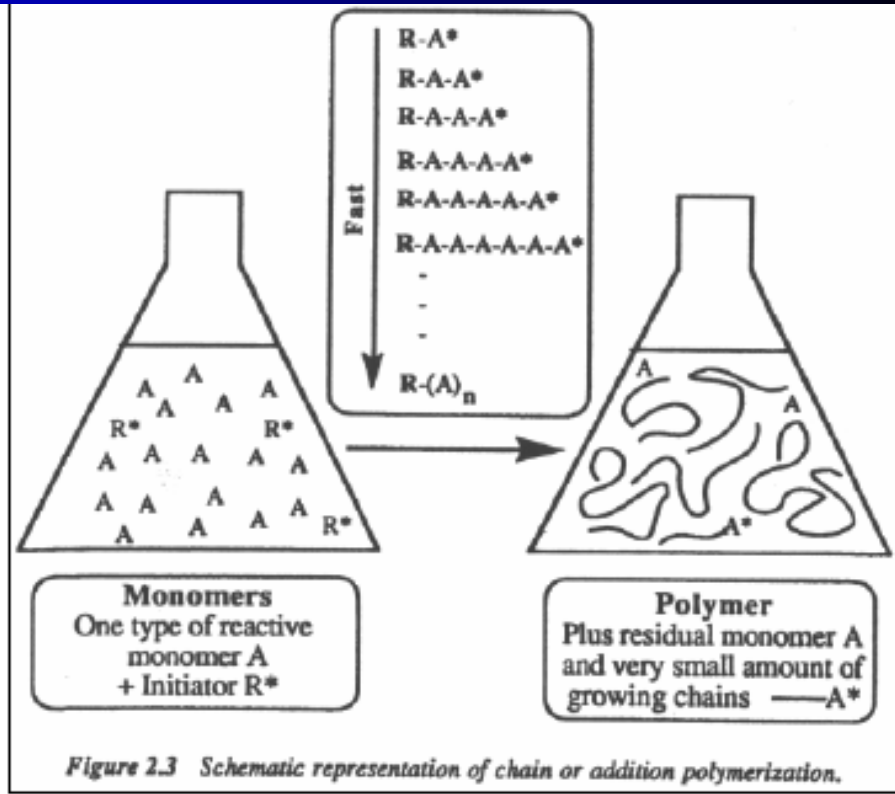 R-A*
R-A-A*
R-A-A-A*
R-A-A-A-A*
R-A-A-A-A-A*
R-A-A-A-A-A-A*
-
-
-
R-(A)n
Fast
A A A
A A
R* R*
A A A A A
A A A A A
A A
R*
A
A
A*
Monomers
One type of reactive
monomer A
+ Initiator R*
Polymer
Plus residual monomer A
and very small amount of
growing chains —A*
Figure 2.3 Schematic representation of chain or addition polymerization.